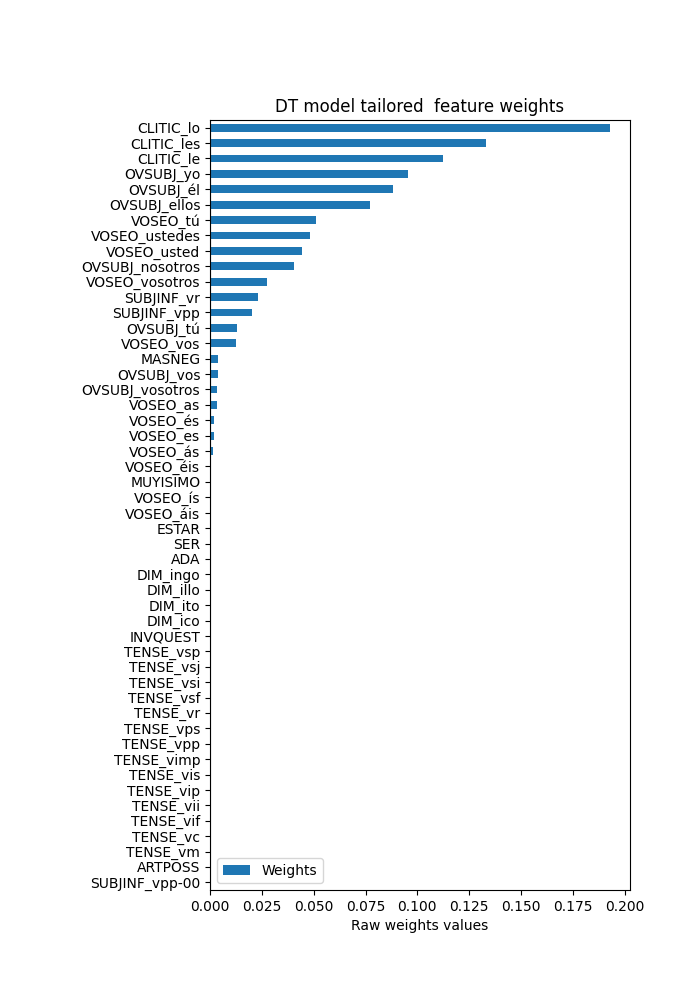 DT model tailored  feature weights
CLITIC_lo
CLITIC_les
CLITIC_le
OVSUBJ_yo
OVSUBJ_él
OVSUBJ_ellos
VOSEO_tú
VOSEO_ustedes
VOSEO_usted
OVSUBJ_nosotros
VOSEO_vosotros
SUBJINF_vr
SUBJINF_vpp
OVSUBJ_tú
VOSEO_vos
MASNEG
OVSUBJ_vos
OVSUBJ_vosotros
VOSEO_as
VOSEO_és
VOSEO_es
VOSEO_ás
VOSEO_éis
MUYISIMO
VOSEO_ís
VOSEO_áis
ESTAR
SER
ADA
DIM_ingo
DIM_illo
DIM_ito
DIM_ico
INVQUEST
TENSE_vsp
TENSE_vsj
TENSE_vsi
TENSE_vsf
TENSE_vr
TENSE_vps
TENSE_vpp
TENSE_vimp
TENSE_vis
TENSE_vip
TENSE_vii
TENSE_vif
TENSE_vc
TENSE_vm
ARTPOSS
SUBJINF_vpp-00
Weights
0.000 0.025 0.050 0.075 0.100 0.125 0.150 0.175 0.200
Raw weights values